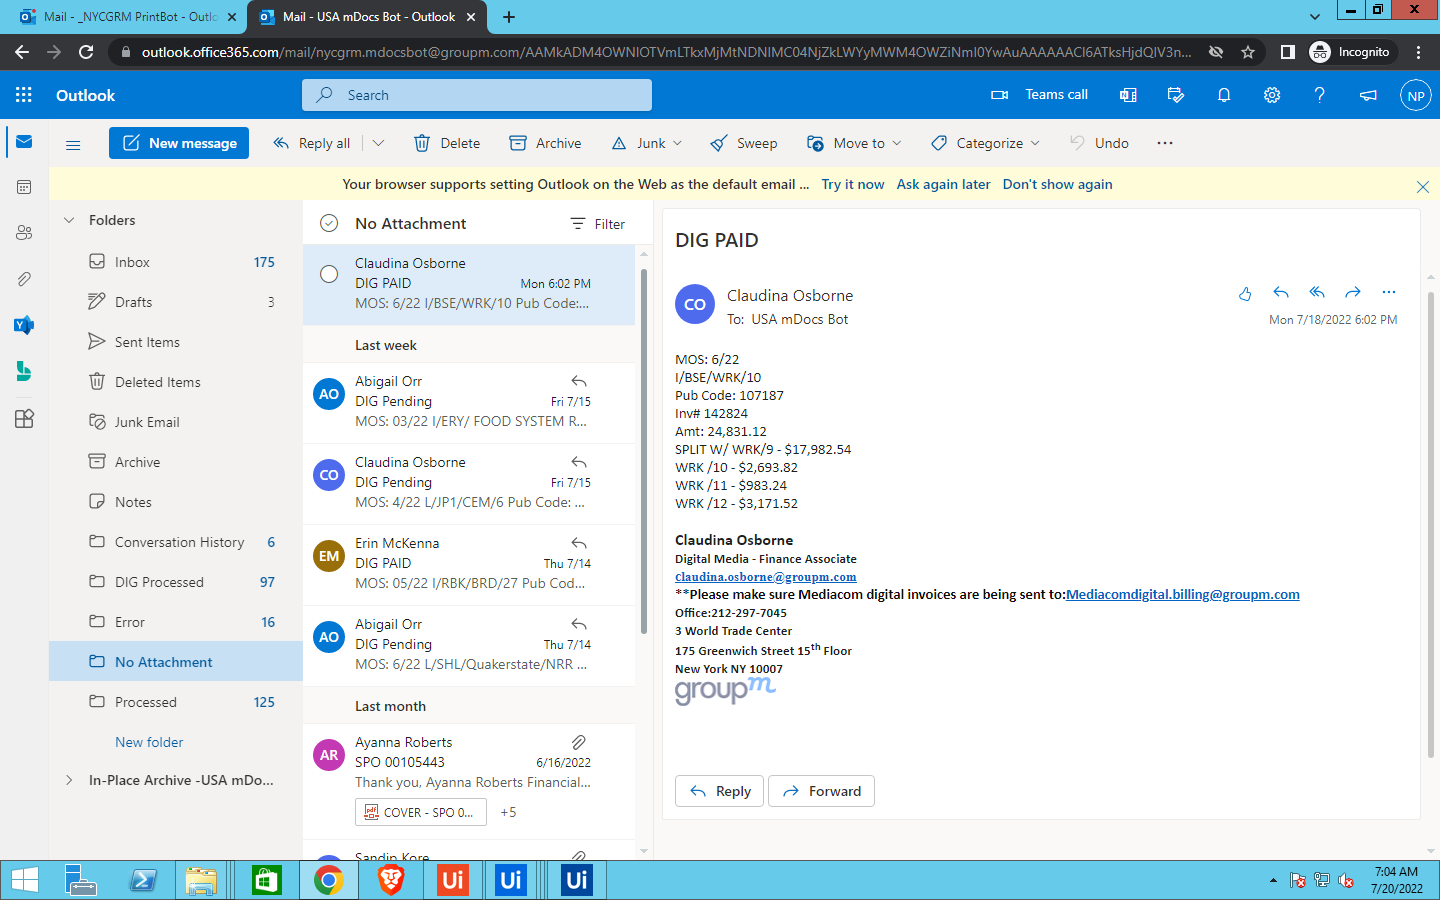 Mail - _NYCGRM PrintBot - Outlo
Mail - USA mDocs Bot - Outlook
outlook.office365.com/mail/nycgrm.mdocsbot@groupm.com/AAMkADM4OWNlOTVmLTkxMjMtNDNlMC04NjZkLWYyMWM4OWZiNmI0YwAuAAAAAACl6ATksHjdQIV3n...
Incognito
Outlook
Search
Teams call
NP
New message
Reply all
Delete
Archive
Junk
Sweep
Move to
Categorize
Undo
Your browser supports setting Outlook on the Web as the default email ...
Try it now
Ask again later
Don't show again
Folders
Inbox 175
Drafts 3
Sent Items
Deleted Items
Junk Email
Archive
Notes
Conversation History 6
DIG Processed 97
Error 16
No Attachment
Processed 125
New folder
In-Place Archive -USA mDo...
No Attachment
Filter
Claudina Osborne
DIG PAID Mon 6:02 PM
MOS: 6/22 I/BSE/WRK/10 Pub Code:...
Last week
AO
Abigail Orr
DIG Pending Fri 7/15
MOS: 03/22 I/ERY/ FOOD SYSTEM R...
CO
Claudina Osborne
DIG Pending Fri 7/15
MOS: 4/22 L/JP1/CEM/6 Pub Code: ...
EM
Erin McKenna
DIG PAID Thu 7/14
MOS: 05/22 I/RBK/BRD/27 Pub Cod...
AO
Abigail Orr
DIG Pending Thu 7/14
MOS: 6/22 L/SHL/Quakerstate/NRR ...
Last month
AR
Ayanna Roberts
SPO 00105443 6/16/2022
Thank you, Ayanna Roberts Financial...
COVER - SPO 0... +5
Sandip Kore
DIG PAID
CO
Claudina Osborne
To: USA mDocs Bot
Mon 7/18/2022 6:02 PM
MOS: 6/22
I/BSE/WRK/10
Pub Code: 107187
Inv# 142824
Amt: 24,831.12
SPLIT W/ WRK/9 - $17,982.54
WRK /10 - $2,693.82
WRK /11 - $983.24
WRK /12 - $3,171.52
Claudina Osborne
Digital Media - Finance Associate
Claudina.osborne@groupm.com
**Please make sure Mediacom digital invoices are being sent to:Mediacomdigital.billing@groupm.com
Office:212-297-7045
3 World Trade Center
175 Greenwich Street 15th Floor
New York NY 10007
groupm
Reply
Forward
Ui
Ui
Ui
7:04 AM
7/20/2022